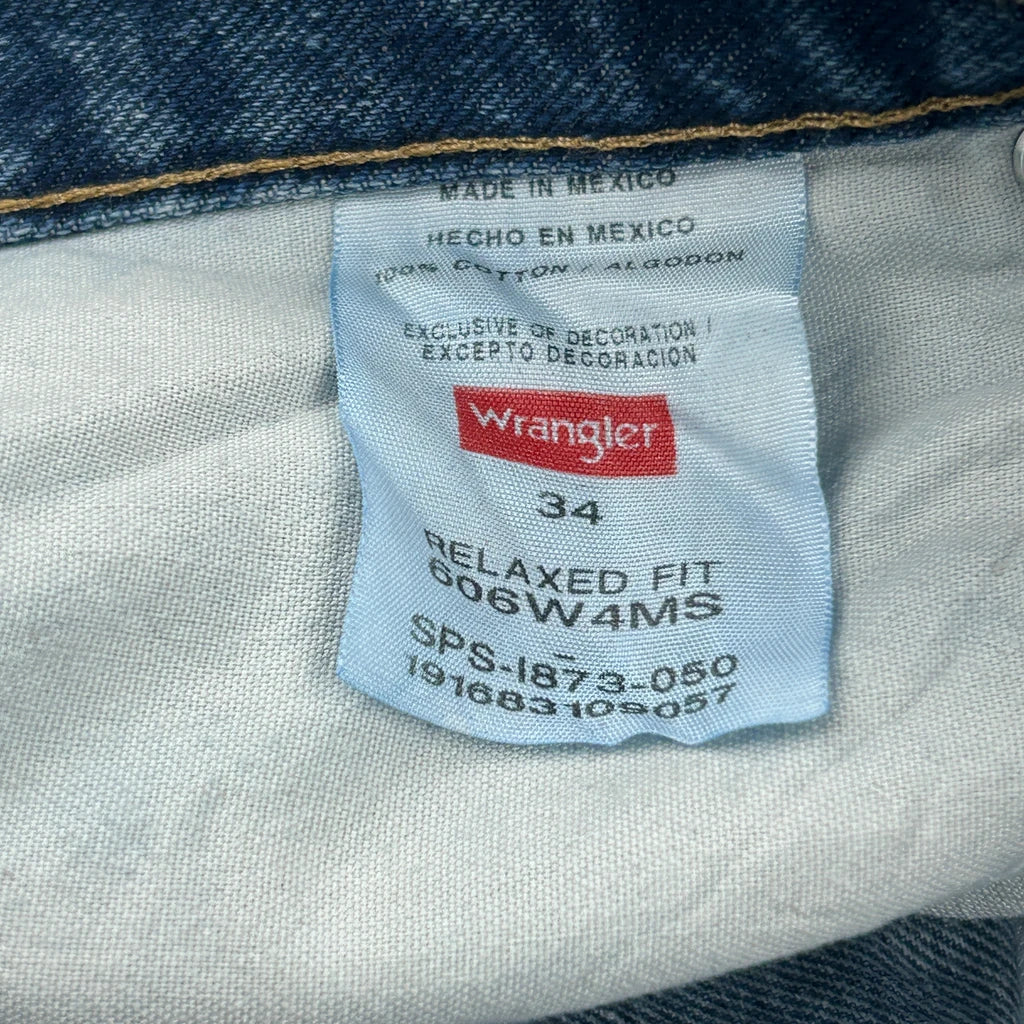 MADE IN MEXICO
HECHO EN MEXICO
100% COTTON / ALGODON
EXCLUSIVE OF DECORATION /
EXCEPTO DECORACION
Wrangler
34
RELAXED FIT
606W4MS
-
SPS-1873-050
191683109057